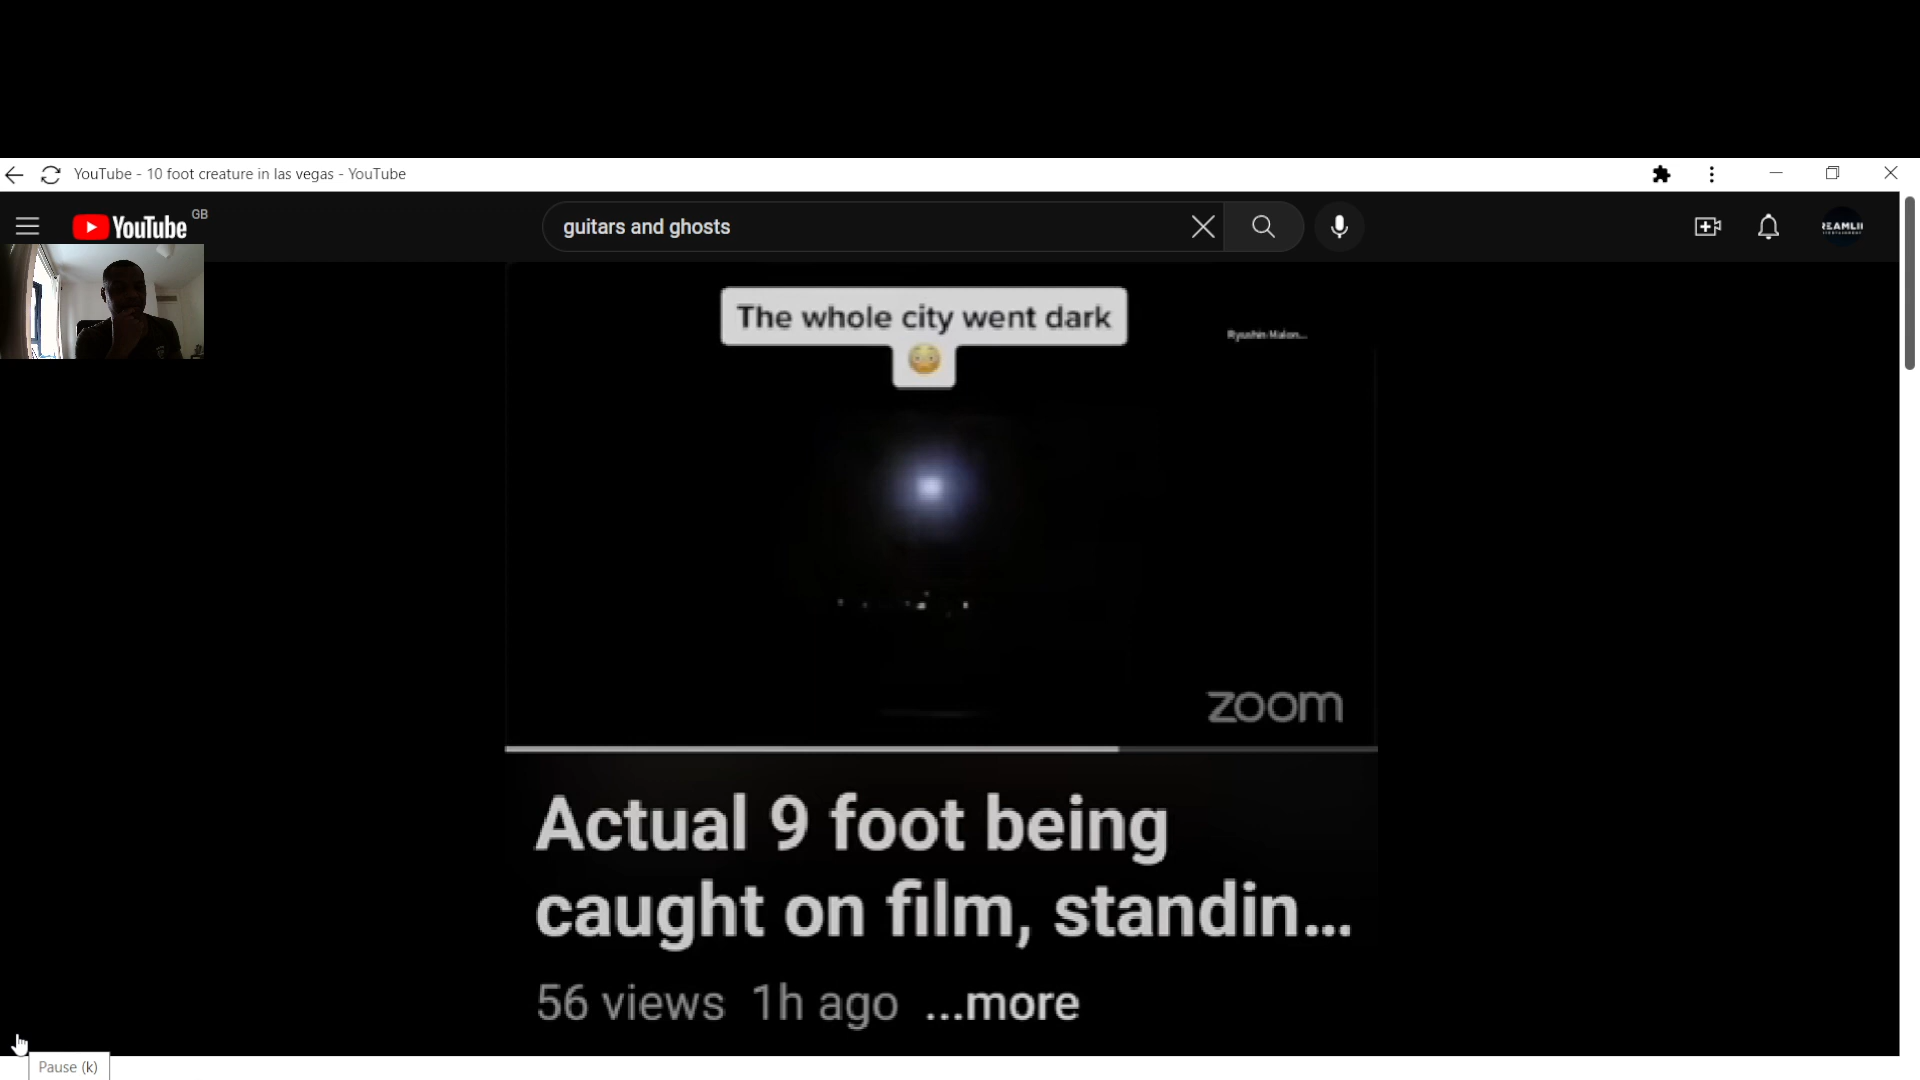 YouTube - 10 foot creature in las vegas - YouTube
YouTube GB
guitars and ghosts
The whole city went dark
😳
zoom
Actual 9 foot being
caught on film, standin...
56 views 1h ago ...more
Pause (k)